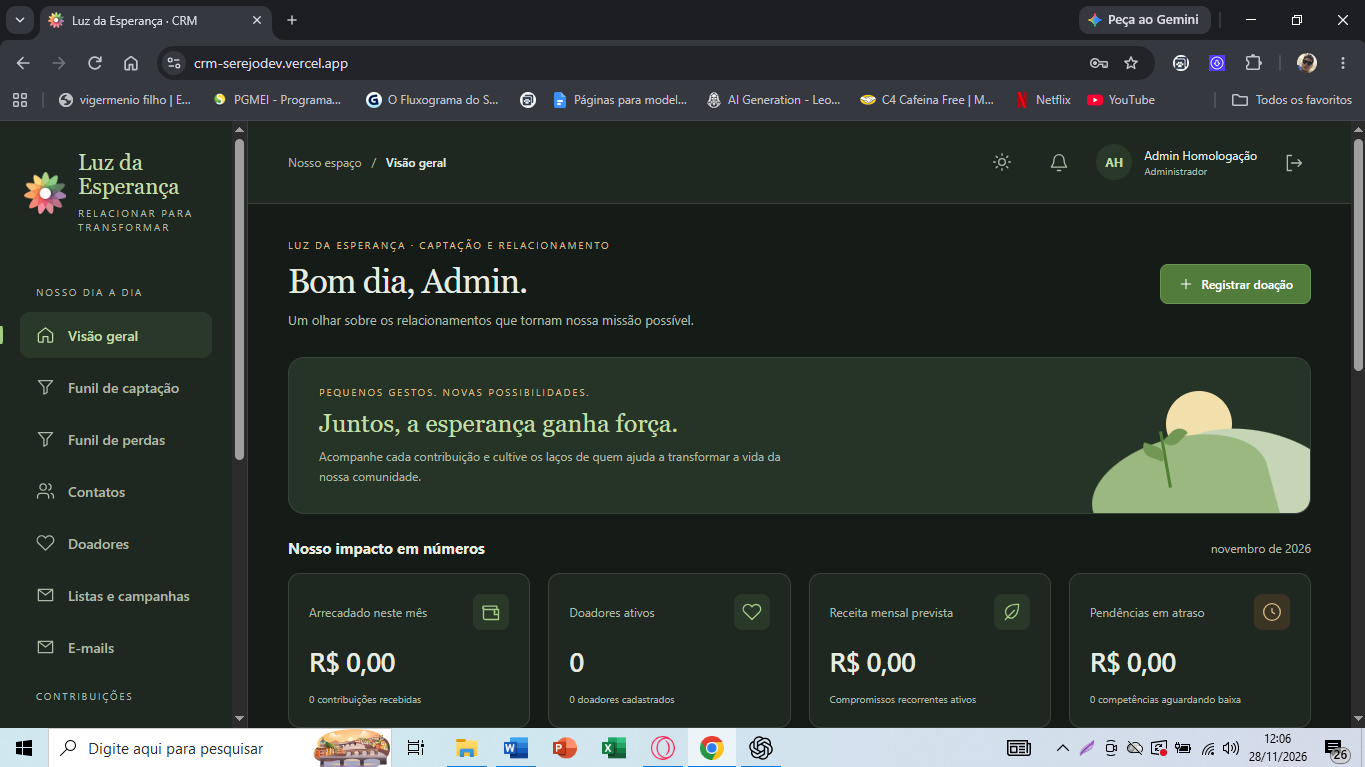 Luz da Esperança · CRM
Peça ao Gemini
crm-serejodev.vercel.app
vigermenio filho | E...
PGMEI - Programa...
O Fluxograma do S...
Páginas para model...
AI Generation - Leo...
C4 Cafeina Free | M...
Netflix
YouTube
Todos os favoritos
Luz da
Esperança
RELACIONAR PARA
TRANSFORMAR
NOSSO DIA A DIA
Visão geral
Funil de captação
Funil de perdas
Contatos
Doadores
Listas e campanhas
E-mails
CONTRIBUIÇÕES
Nosso espaço / Visão geral
AH
Admin Homologação
Administrador
LUZ DA ESPERANÇA · CAPTAÇÃO E RELACIONAMENTO
Bom dia, Admin.
Um olhar sobre os relacionamentos que tornam nossa missão possível.
+ Registrar doação
PEQUENOS GESTOS. NOVAS POSSIBILIDADES.
Juntos, a esperança ganha força.
Acompanhe cada contribuição e cultive os laços de quem ajuda a transformar a vida da
nossa comunidade.
Nosso impacto em números
novembro de 2026
Arrecadado neste mês
R$ 0,00
0 contribuições recebidas
Doadores ativos
0
0 doadores cadastrados
Receita mensal prevista
R$ 0,00
Compromissos recorrentes ativos
Pendências em atraso
R$ 0,00
0 competências aguardando baixa
Digite aqui para pesquisar
12:06
28/11/2026
26